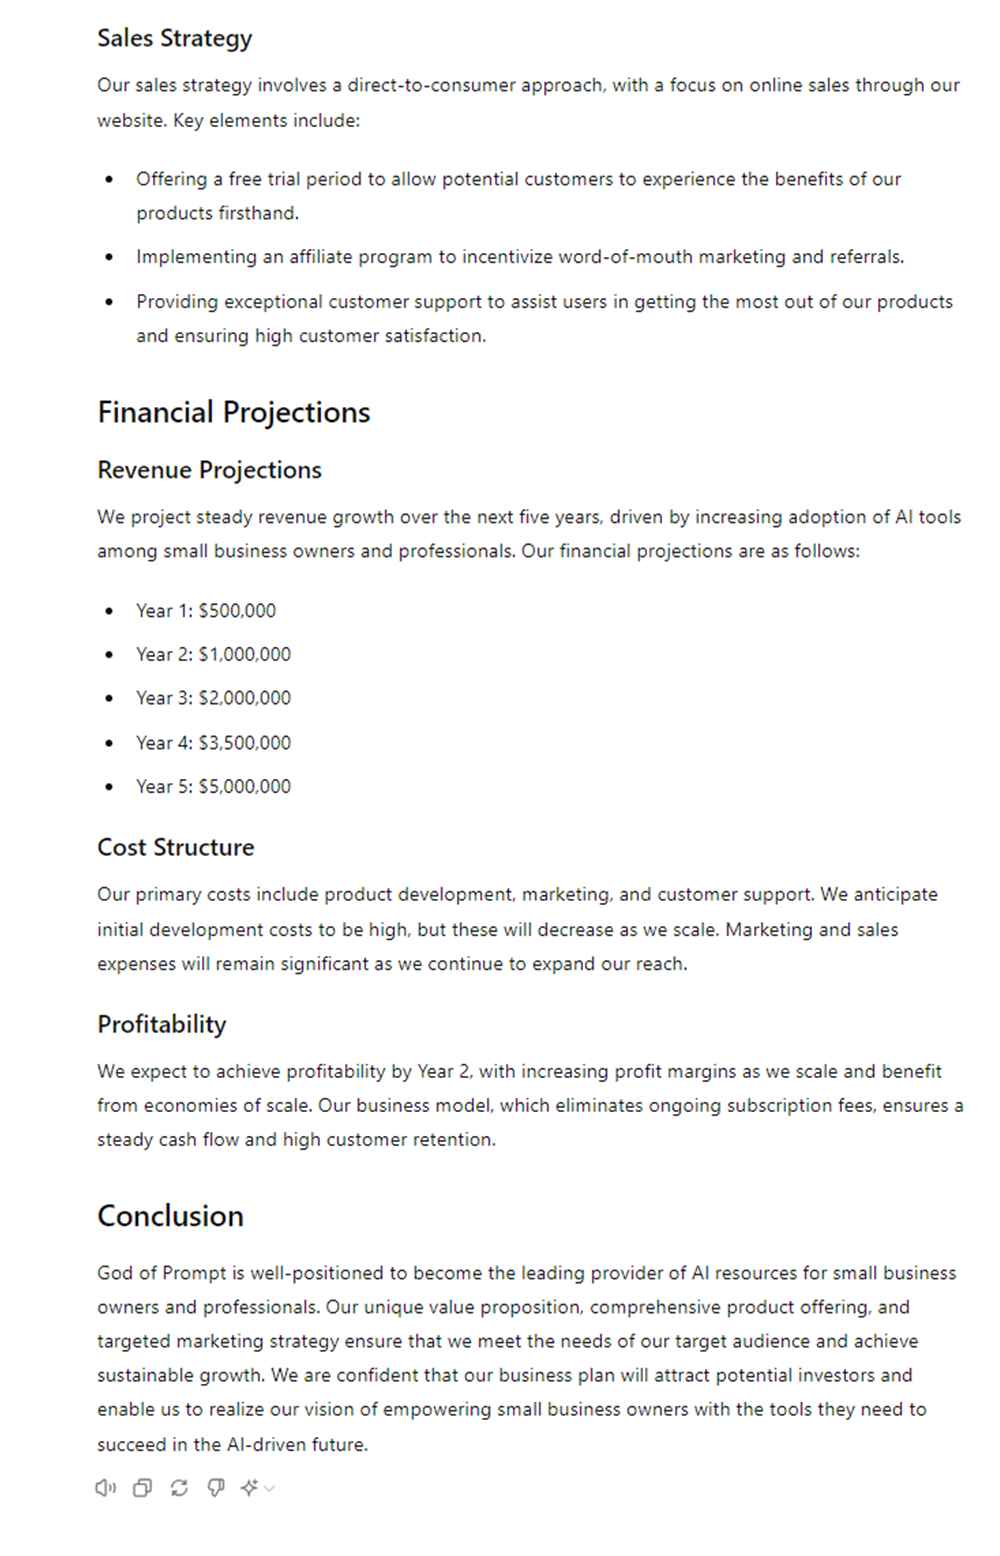 Sales Strategy
Our sales strategy involves a direct-to-consumer approach, with a focus on online sales through our
website. Key elements include:
• Offering a free trial period to allow potential customers to experience the benefits of our
products firsthand.
• Implementing an affiliate program to incentivize word-of-mouth marketing and referrals.
• Providing exceptional customer support to assist users in getting the most out of our products
and ensuring high customer satisfaction.
Financial Projections
Revenue Projections
We project steady revenue growth over the next five years, driven by increasing adoption of AI tools
among small business owners and professionals. Our financial projections are as follows:
• Year 1: $500,000
• Year 2: $1,000,000
• Year 3: $2,000,000
• Year 4: $3,500,000
• Year 5: $5,000,000
Cost Structure
Our primary costs include product development, marketing, and customer support. We anticipate
initial development costs to be high, but these will decrease as we scale. Marketing and sales
expenses will remain significant as we continue to expand our reach.
Profitability
We expect to achieve profitability by Year 2, with increasing profit margins as we scale and benefit
from economies of scale. Our business model, which eliminates ongoing subscription fees, ensures a
steady cash flow and high customer retention.
Conclusion
God of Prompt is well-positioned to become the leading provider of AI resources for small business
owners and professionals. Our unique value proposition, comprehensive product offering, and
targeted marketing strategy ensure that we meet the needs of our target audience and achieve
sustainable growth. We are confident that our business plan will attract potential investors and
enable us to realize our vision of empowering small business owners with the tools they need to
succeed in the AI-driven future.